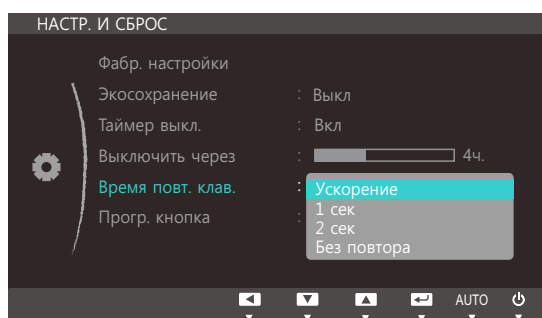 НАСТР. И СБРОС
Фабр. настройки
Экосохранение : Выкл
Таймер выкл. : Вкл
Выключить через : 4ч.
Время повт. клав. : Ускорение
1 сек
Прогр. кнопка :
2 сек
Без повтора
AUTO